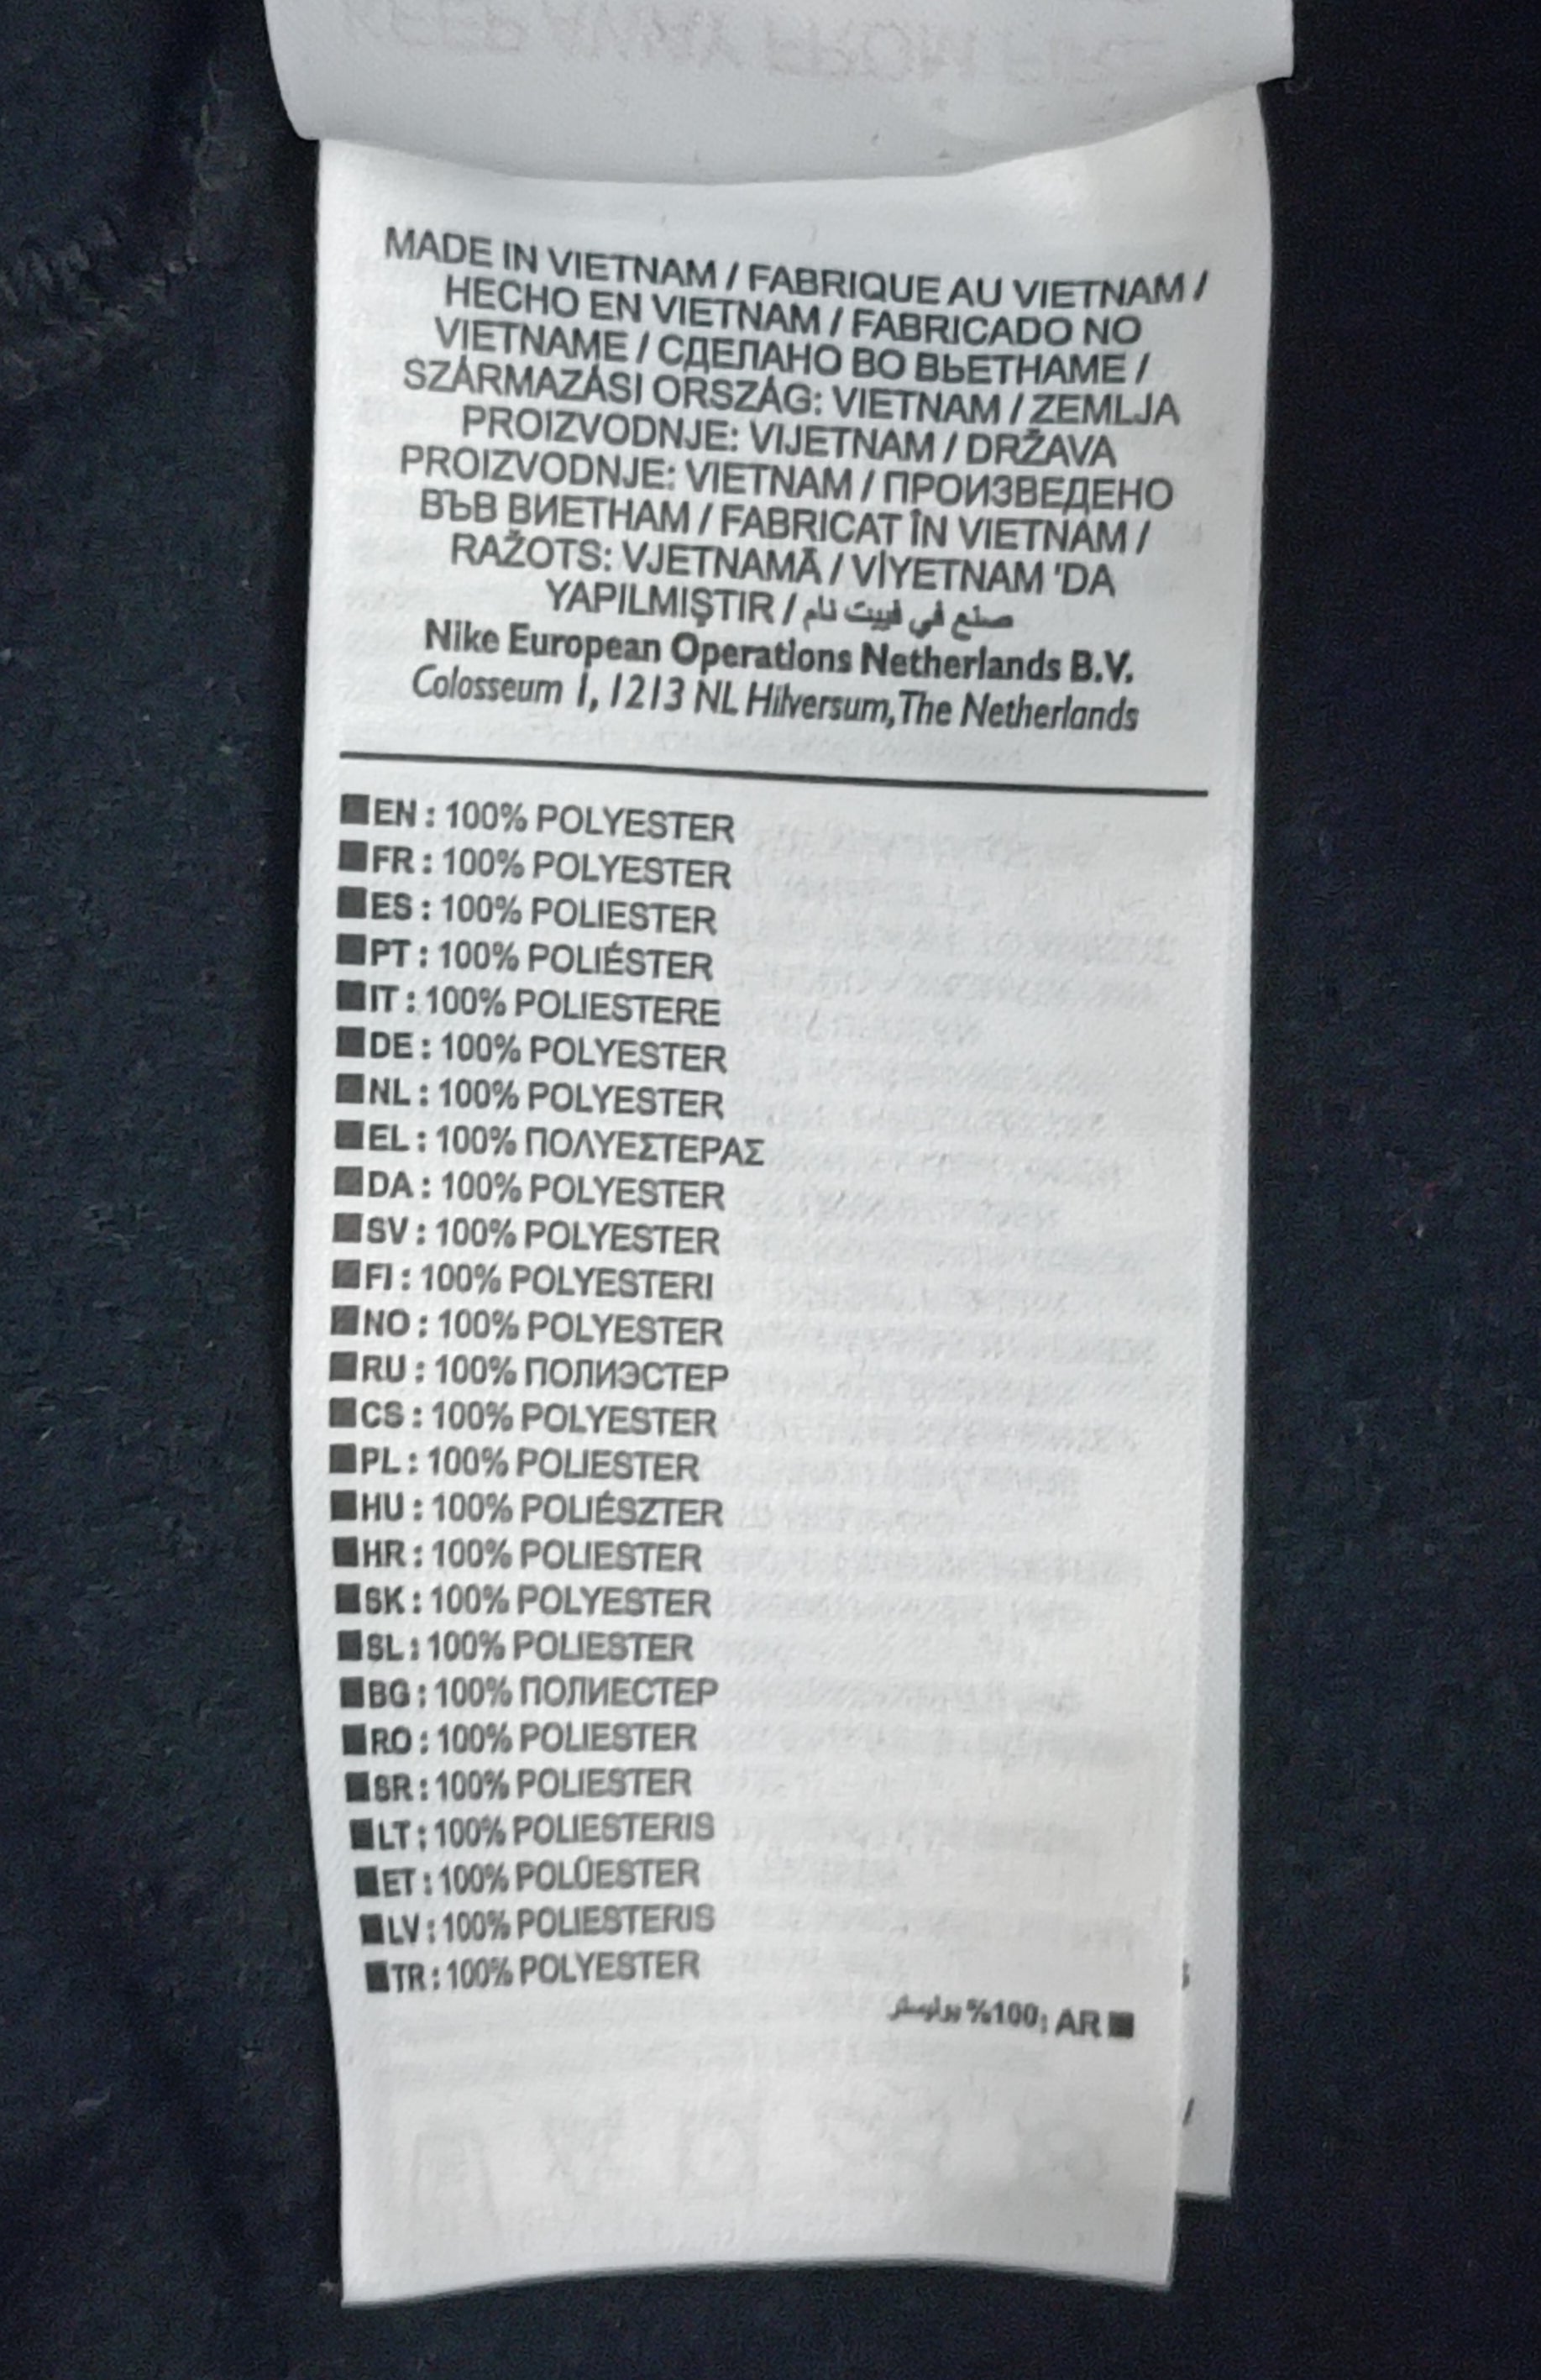 MADE IN VIETNAM / FABRIQUE AU VIETNAM /
HECHO EN VIETNAM / FABRICADO NO
VIETNAME / СДЕЛАНО ВО ВЬЕТНАМЕ /
SZÁRMAZÁSI ORSZÁG: VIETNAM / ZEMLJA
PROIZVODNJE: VIJETNAM / DRŽAVA
PROIZVODNJE: VIETNAM / ПРОИЗВЕДЕНО
ВЪВ ВИЕТНАМ / FABRICAT ÎN VIETNAM /
RAŽOTS: VJETNAMĀ / VİYETNAM 'DA
YAPILMIŞTIR / صنع في فييت نام
Nike European Operations Netherlands B.V.
Colosseum 1, 1213 NL Hilversum, The Netherlands
■EN : 100% POLYESTER
■FR : 100% POLYESTER
■ES : 100% POLIESTER
■PT : 100% POLIÉSTER
■IT : 100% POLIESTERE
■DE : 100% POLYESTER
■NL : 100% POLYESTER
■EL : 100% ΠΟΛΥΕΣΤΕΡΑΣ
■DA : 100% POLYESTER
■SV : 100% POLYESTER
■FI : 100% POLYESTERI
■NO : 100% POLYESTER
■RU : 100% ПОЛИЭСТЕР
■CS : 100% POLYESTER
■PL : 100% POLIESTER
■HU : 100% POLIÉSZTER
■HR : 100% POLIESTER
■SK : 100% POLYESTER
■SL : 100% POLIESTER
■BG : 100% ПОЛИЕСТЕР
■RO : 100% POLIESTER
■SR : 100% POLIESTER
■LT : 100% POLIESTERIS
■ET : 100% POLÜESTER
■LV : 100% POLIESTERIS
■TR : 100% POLYESTER
■AR : 100% بوليستر